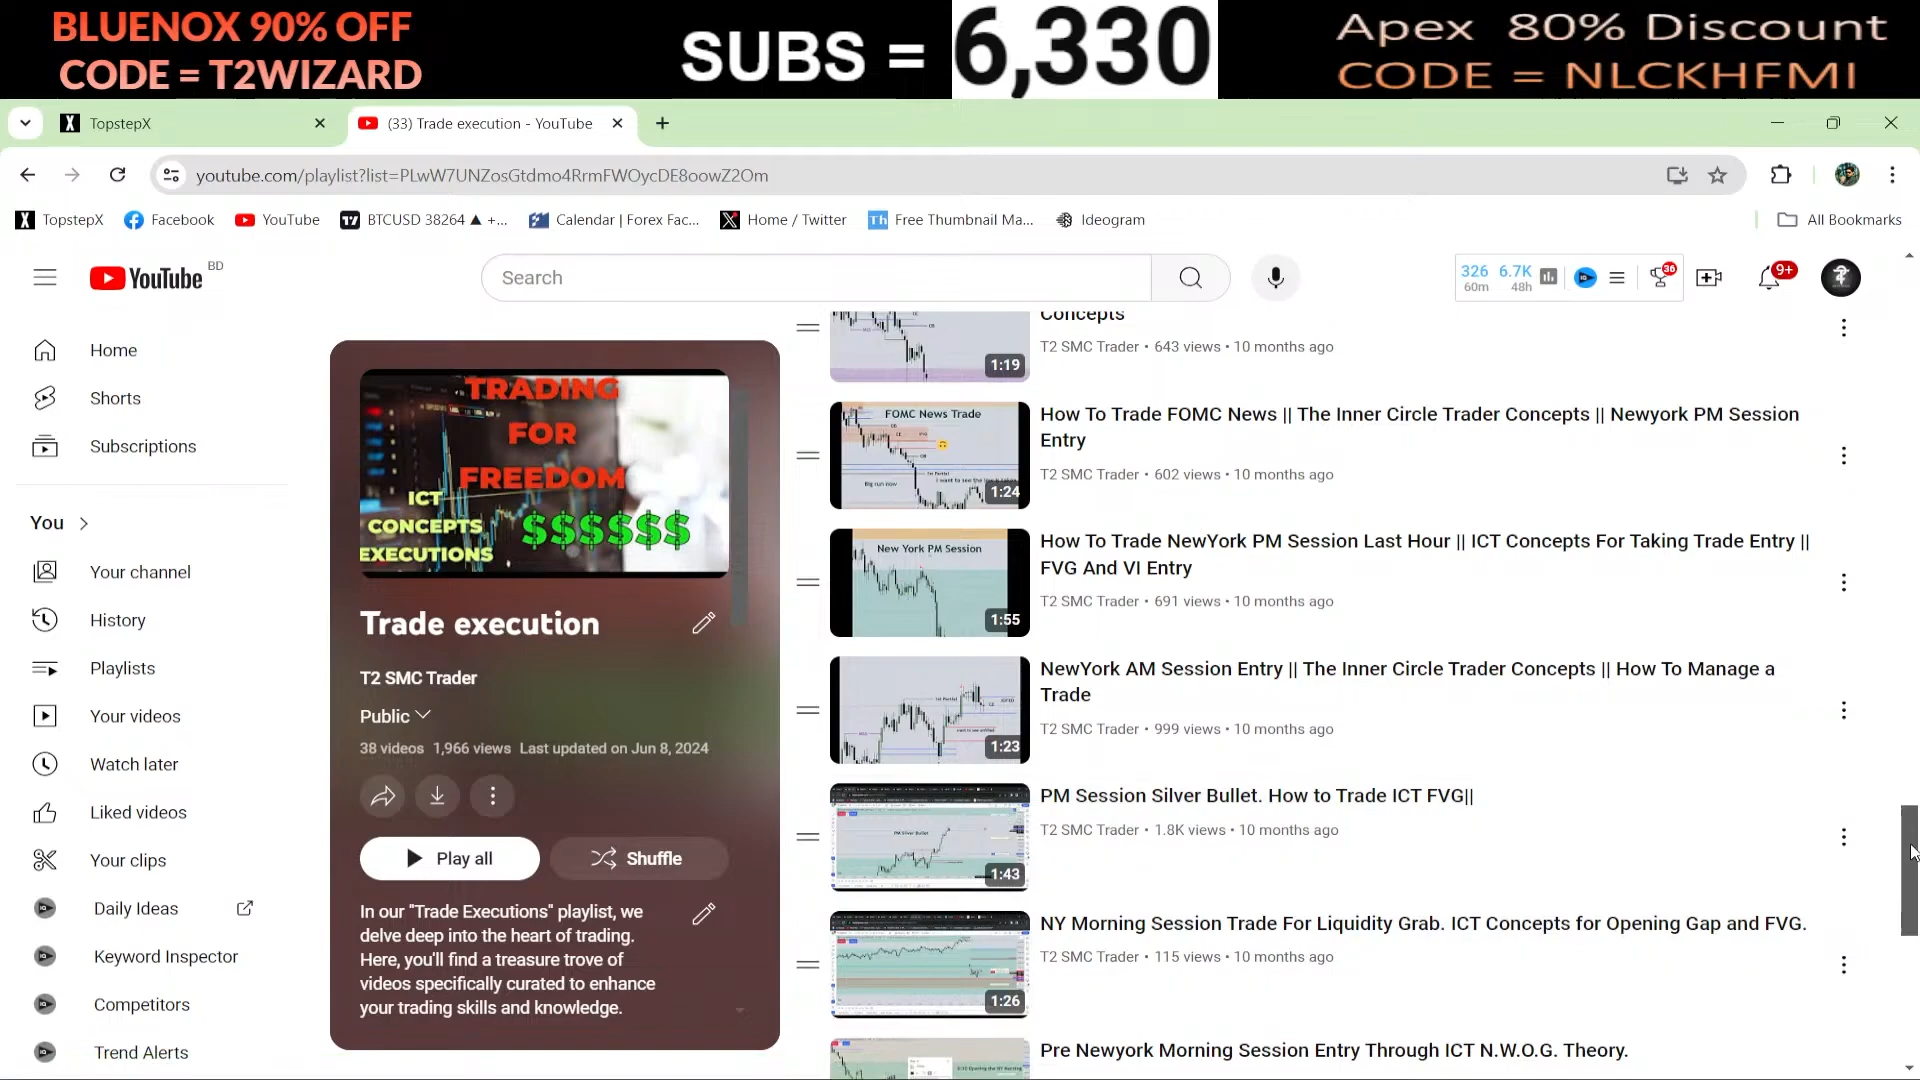 BLUENOX 90% OFF
CODE = T2WIZARD
SUBS = 6,330
Apex 80% Discount
CODE = NLCKHFMI
TopstepX
(33) Trade execution - YouTube
youtube.com/playlist?list=PLwW7UNZosGtdmo4RrmFWOycDE8oowZ2Om
TopstepX
Facebook
YouTube
BTCUSD 38264 ▲ +...
Calendar | Forex Fac...
Home / Twitter
Th
Free Thumbnail Ma...
Ideogram
All Bookmarks
YouTube BD
Search
326 60m
6.7K 48h
36
9+
Home
Shorts
Subscriptions
You
Your channel
History
Playlists
Your videos
Watch later
Liked videos
Your clips
Daily Ideas
Keyword Inspector
Competitors
Trend Alerts
TRADING
FOR
FREEDOM
ICT
CONCEPTS
EXECUTIONS
$$$$$$
Trade execution
T2 SMC Trader
Public
38 videos 1,966 views Last updated on Jun 8, 2024
Play all
Shuffle
In our "Trade Executions" playlist, we
delve deep into the heart of trading.
Here, you'll find a treasure trove of
videos specifically curated to enhance
your trading skills and knowledge.
Concepts
T2 SMC Trader • 643 views • 10 months ago
1:19
FOMC News Trade
Big run now
1st Partial
1:24
How To Trade FOMC News || The Inner Circle Trader Concepts || Newyork PM Session
Entry
T2 SMC Trader • 602 views • 10 months ago
New York PM Session
1:55
How To Trade NewYork PM Session Last Hour || ICT Concepts For Taking Trade Entry ||
FVG And VI Entry
T2 SMC Trader • 691 views • 10 months ago
1st Partial
1:23
NewYork AM Session Entry || The Inner Circle Trader Concepts || How To Manage a
Trade
T2 SMC Trader • 999 views • 10 months ago
PM Silver Bullet
1:43
PM Session Silver Bullet. How to Trade ICT FVG||
T2 SMC Trader • 1.8K views • 10 months ago
1:26
NY Morning Session Trade For Liquidity Grab. ICT Concepts for Opening Gap and FVG.
T2 SMC Trader • 115 views • 10 months ago
Pre Newyork Morning Session Entry Through ICT N.W.O.G. Theory.